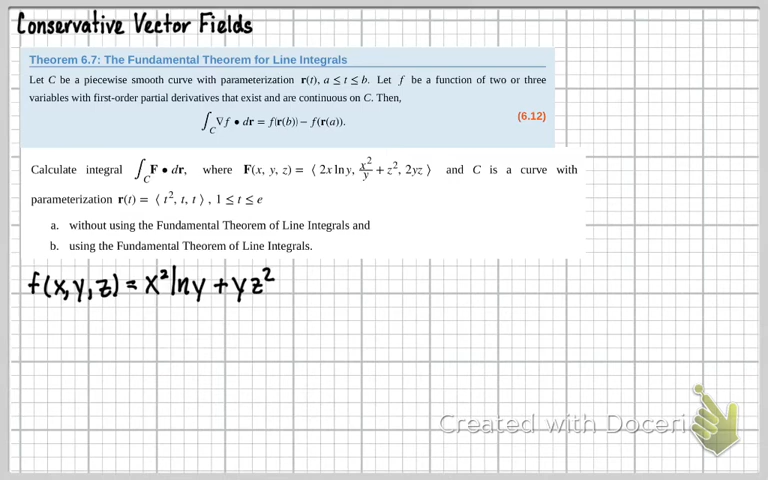 Conservative Vector Fields
Theorem 6.7: The Fundamental Theorem for Line Integrals
Let C be a piecewise smooth curve with parameterization r(t), a ≤ t ≤ b. Let f be a function of two or three
variables with first-order partial derivatives that exist and are continuous on C. Then,
∫_C ∇f • dr = f(r(b)) − f(r(a)). (6.12)
Calculate integral ∫_C F • dr, where F(x, y, z) = ⟨ 2x ln y, x²/y + z², 2yz ⟩ and C is a curve with
parameterization r(t) = ⟨ t², t, t ⟩, 1 ≤ t ≤ e
a. without using the Fundamental Theorem of Line Integrals and
b. using the Fundamental Theorem of Line Integrals.
f(x,y,z) = x² ln y + yz²
Created with Doceri